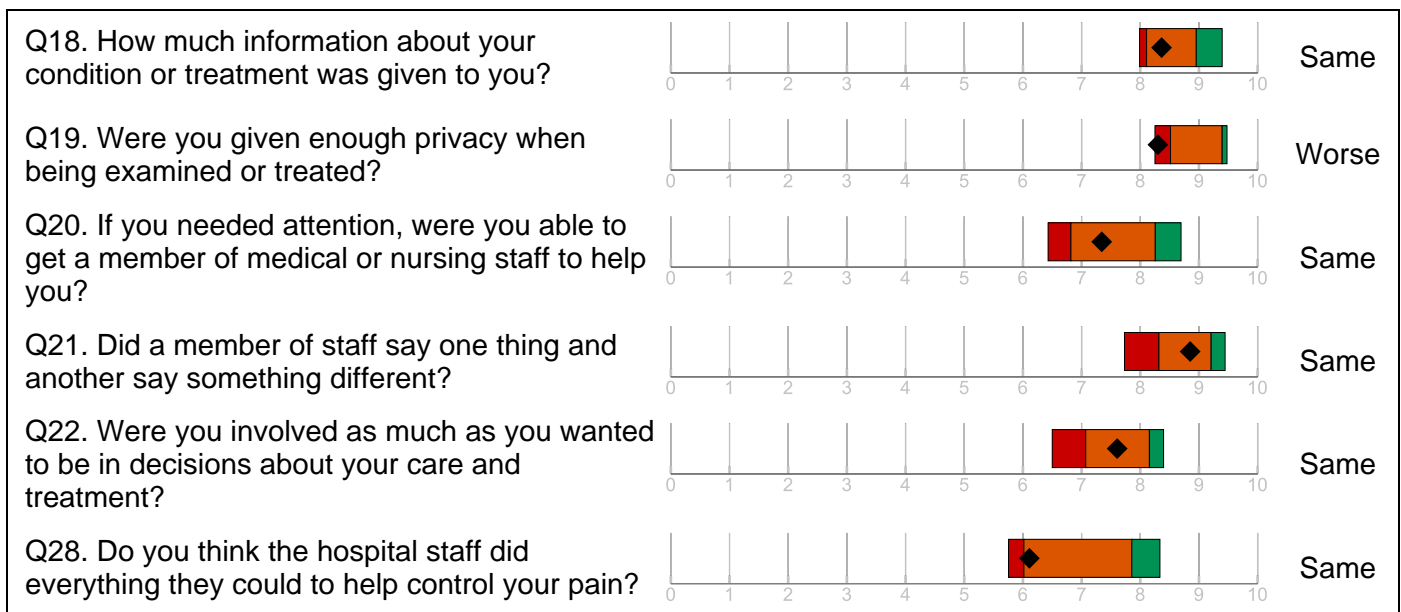 Q18. How much information about your
condition or treatment was given to you?
0 1 2 3 4 5 6 7 8 9 10
Same
Q19. Were you given enough privacy when
being examined or treated?
0 1 2 3 4 5 6 7 8 9 10
Worse
Q20. If you needed attention, were you able to
get a member of medical or nursing staff to help
you?
0 1 2 3 4 5 6 7 8 9 10
Same
Q21. Did a member of staff say one thing and
another say something different?
0 1 2 3 4 5 6 7 8 9 10
Same
Q22. Were you involved as much as you wanted
to be in decisions about your care and
treatment?
0 1 2 3 4 5 6 7 8 9 10
Same
Q28. Do you think the hospital staff did
everything they could to help control your pain?
0 1 2 3 4 5 6 7 8 9 10
Same